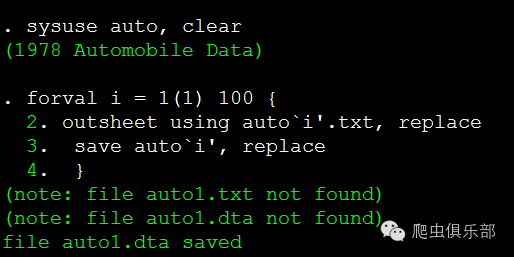 . sysuse auto, clear
(1978 Automobile Data)
. forval i = 1(1) 100 {
2. outsheet using auto`i'.txt, replace
3. save auto`i', replace
4. }
(note: file auto1.txt not found)
(note: file auto1.dta not found)
file auto1.dta saved
爬虫俱乐部